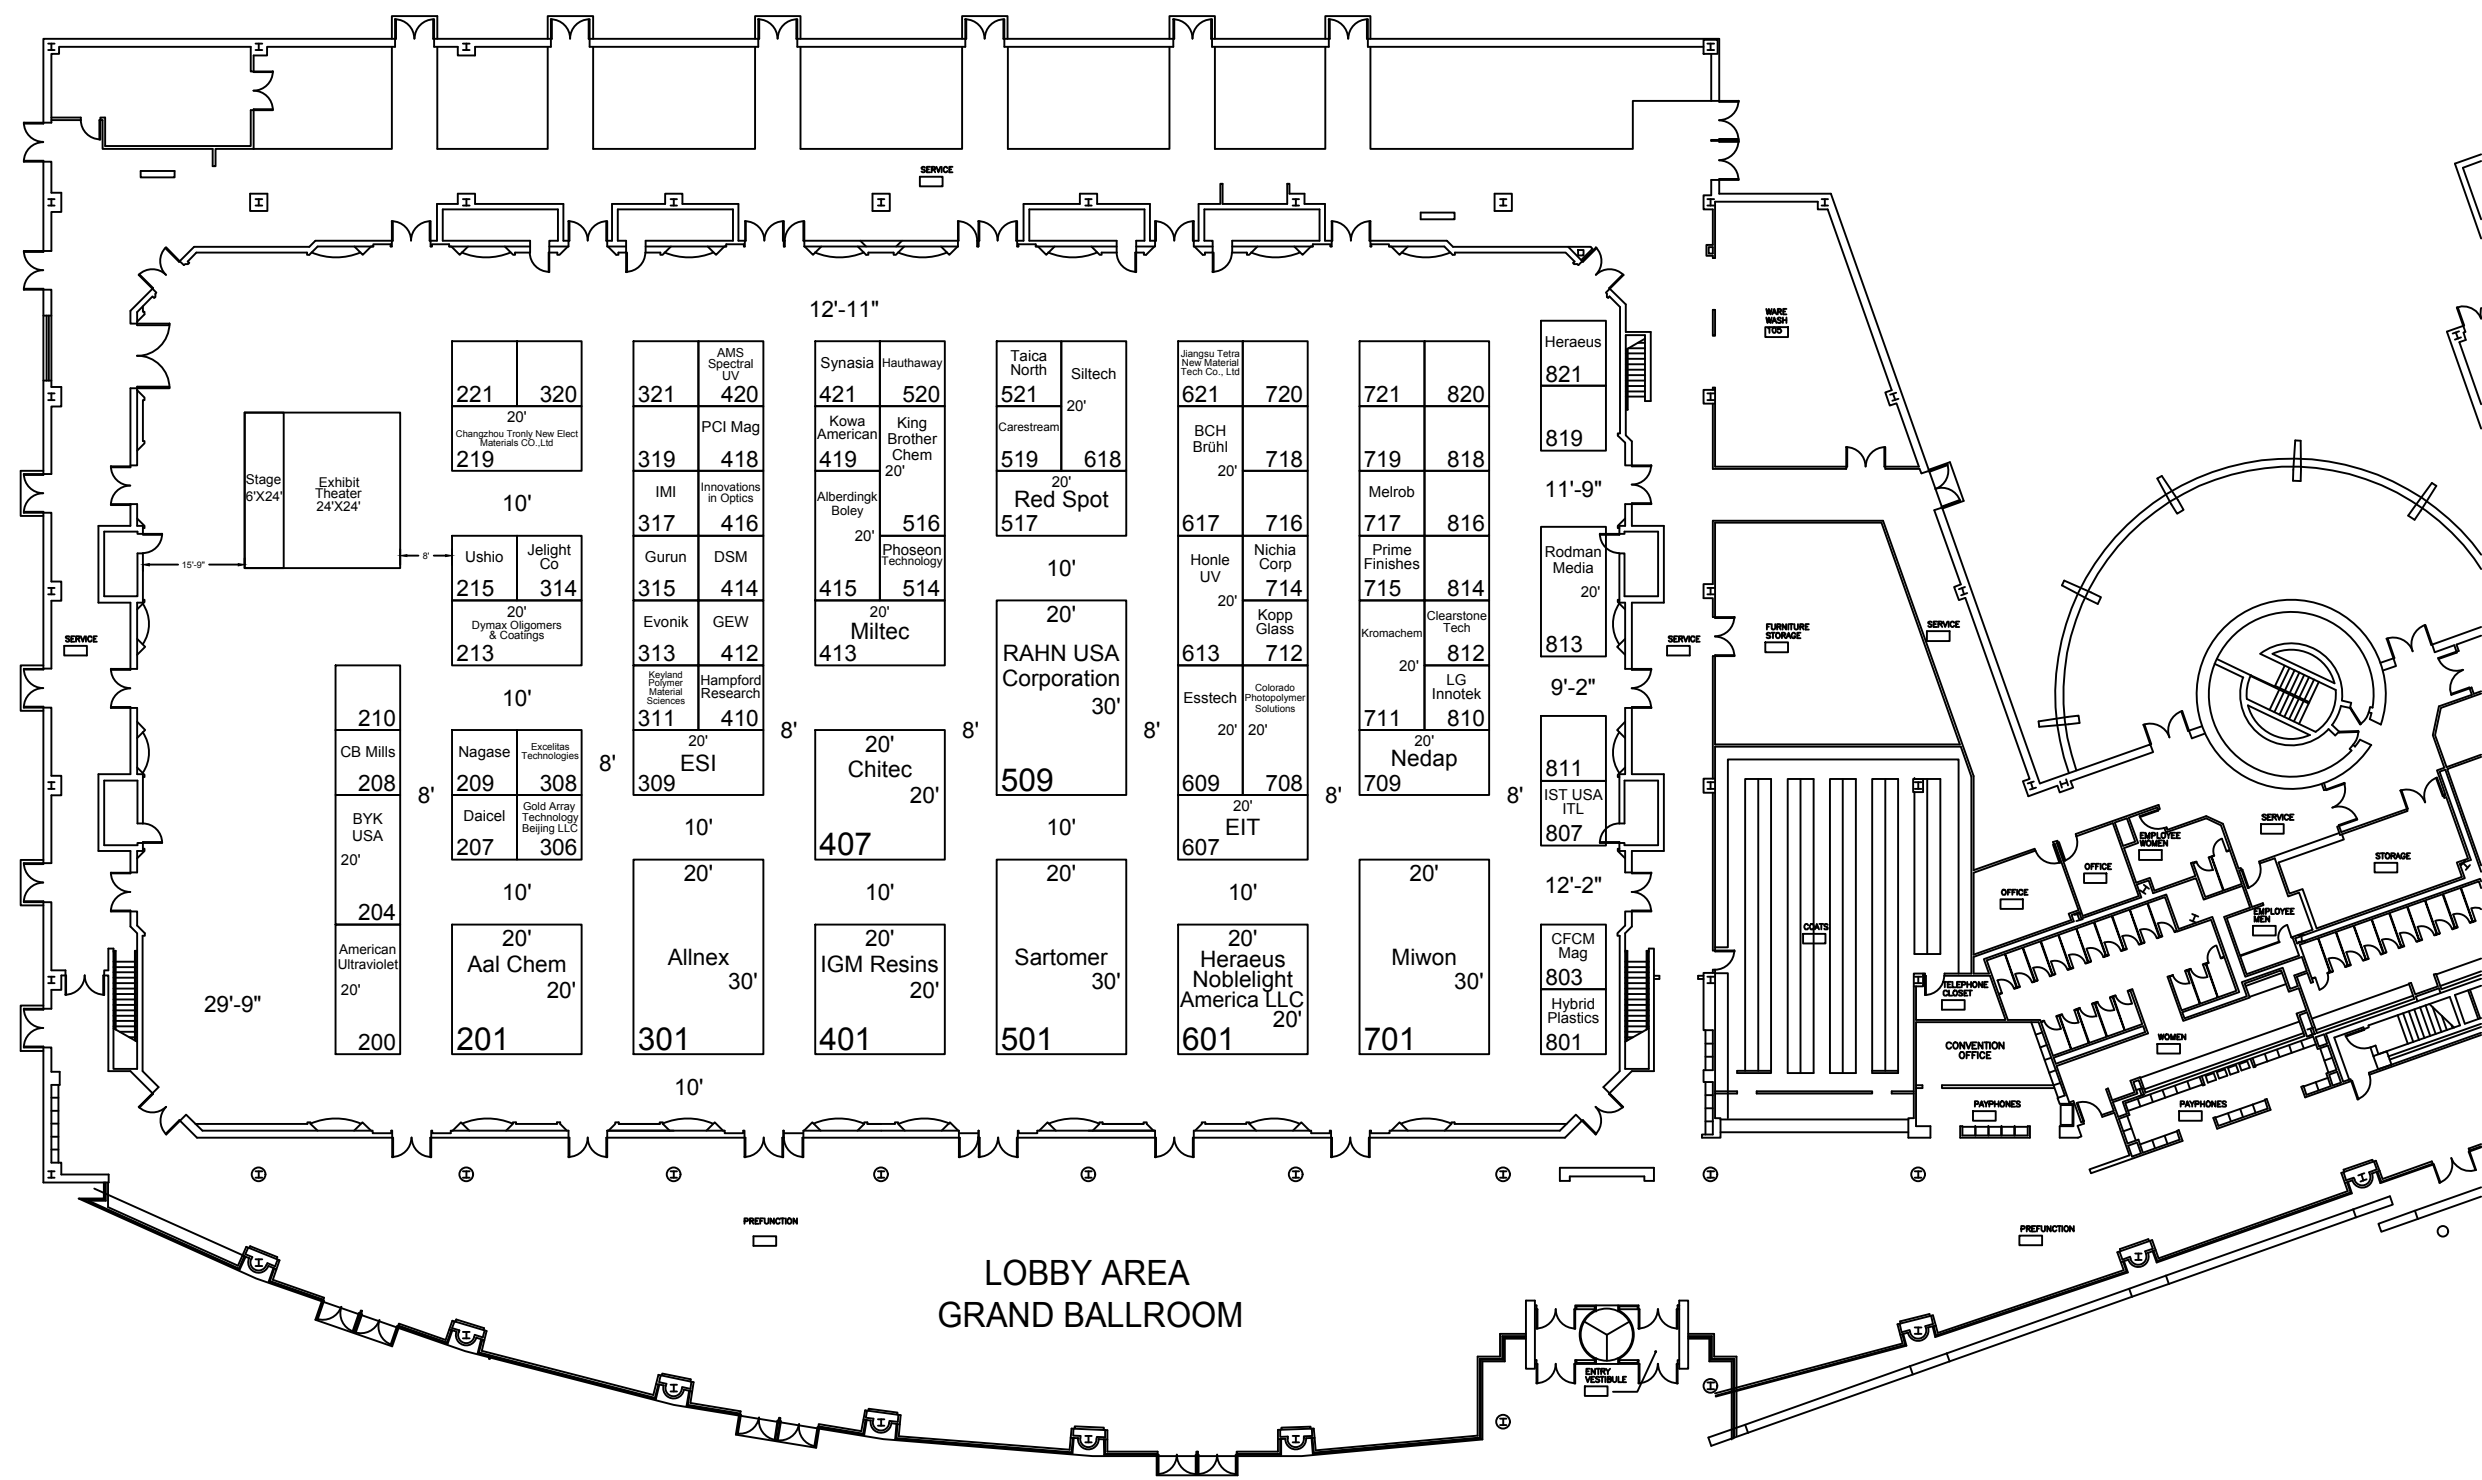 SERVICE
12'-11"
WARE
WASH
105
221
320
20'
Changzhou Tronly New Elect
Materials CO.,Ltd
219
10'
Stage
6'X24'
Exhibit
Theater
24'X24'
15'-9"
8'
Ushio
215
Jelight
Co
314
20'
Dymax Oligomers
& Coatings
213
10'
210
CB Mills
208
BYK
USA
20'
204
American
Ultraviolet
20'
200
8'
Nagase
209
Excelitas
Technologies
308
Daicel
207
Gold Array
Technology
Beijing LLC
306
10'
20'
Aal Chem
20'
201
29'-9"
SERVICE
321
AMS
Spectral
UV
420
319
PCI Mag
418
IMI
317
Innovations
in Optics
416
Gurun
315
DSM
414
Evonik
313
GEW
412
Keyland
Polymer
Material
Sciences
311
Hampford
Research
410
20'
ESI
309
8'
10'
20'
Allnex
30'
301
10'
Synasia
421
Hauthaway
520
Kowa
American
419
King
Brother
Chem
20'
516
Alberdingk
Boley
20'
415
Phoseon
Technology
514
20'
Miltec
413
8'
20'
Chitec
20'
407
10'
20'
IGM Resins
20'
401
Taica
North
521
Siltech
20'
618
Carestream
519
20'
Red Spot
517
10'
20'
RAHN USA
Corporation
30'
509
8'
10'
20'
Sartomer
30'
501
Jiangsu Tetra
New Material
Tech Co., Ltd
621
720
BCH
Brühl
20'
617
718
716
Honle
UV
20'
613
Nichia
Corp
714
Kopp
Glass
712
Esstech
20'
609
Colorado
Photopolymer
Solutions
20'
708
20'
EIT
607
8'
10'
20'
Heraeus
Noblelight
America LLC
20'
601
721
820
719
818
Melrob
717
816
Prime
Finishes
715
814
Kromachem
20'
711
Clearstone
Tech
812
LG
Innotek
810
20'
Nedap
709
8'
20'
Miwon
30'
701
8'
Heraeus
821
819
11'-9"
Rodman
Media
20'
813
9'-2"
811
IST USA
ITL
807
12'-2"
CFCM
Mag
803
Hybrid
Plastics
801
SERVICE
FURNITURE
STORAGE
SERVICE
COATS
SERVICE
EMPLOYEE
WOMEN
OFFICE
OFFICE
STORAGE
EMPLOYEE
MEN
TELEPHONE
CLOSET
WOMEN
CONVENTION
OFFICE
PAYPHONES
PAYPHONES
PREFUNCTION
PREFUNCTION
LOBBY AREA
GRAND BALLROOM
ENTRY
VESTIBULE